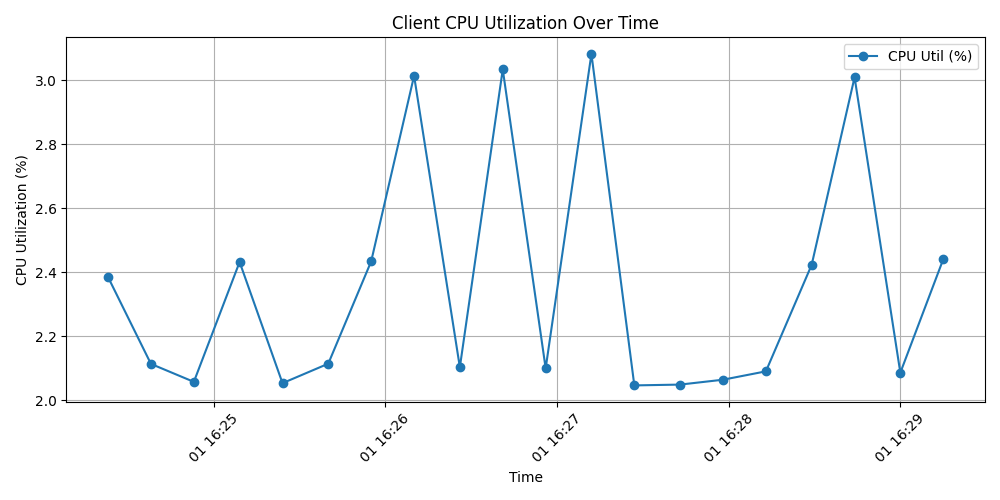 Client CPU Utilization Over Time
CPU Util (%)
CPU Utilization (%)
3.0
2.8
2.6
2.4
2.2
2.0
01 16:25
01 16:26
01 16:27
01 16:28
01 16:29
Time